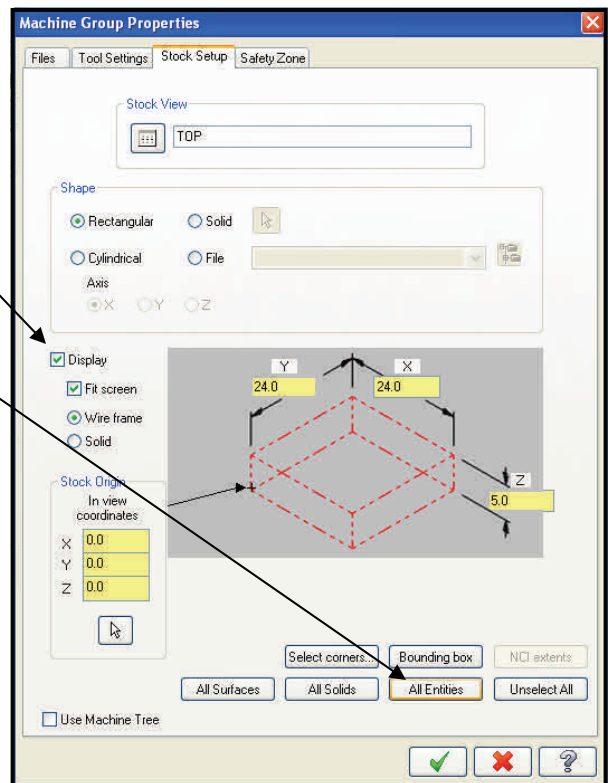 Machine Group Properties
Files Tool Settings Stock Setup Safety Zone
Stock View
TOP
Shape
Rectangular Solid
Cylindrical File
Axis
X Y Z
Display
Fit screen
Wire frame
Solid
Y X
24.0 24.0
Z
5.0
Stock Origin
In view
coordinates
X 0.0
Y 0.0
Z 0.0
Select corners... Bounding box NCI extents
All Surfaces All Solids All Entities Unselect All
Use Machine Tree